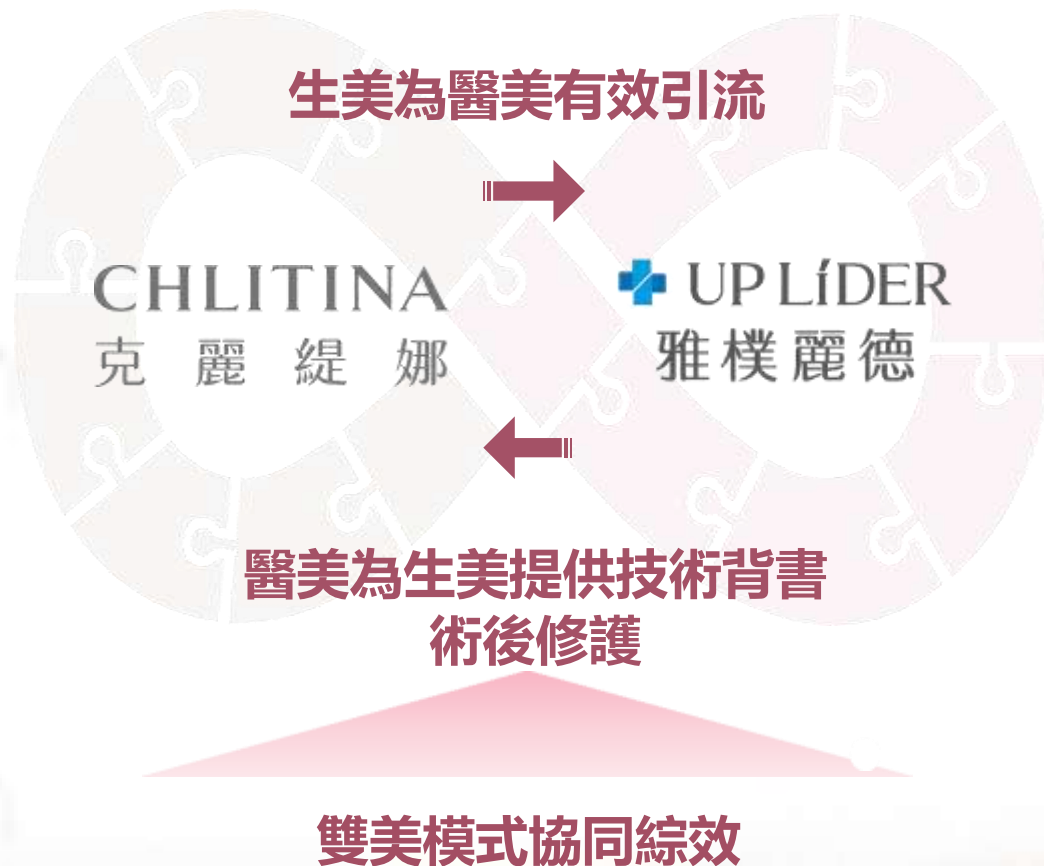 生美為醫美有效引流
CHLITINA
克麗緹娜
UP LÍDER
雅樸麗德
醫美為生美提供技術背書
術後修護
雙美模式協同綜效